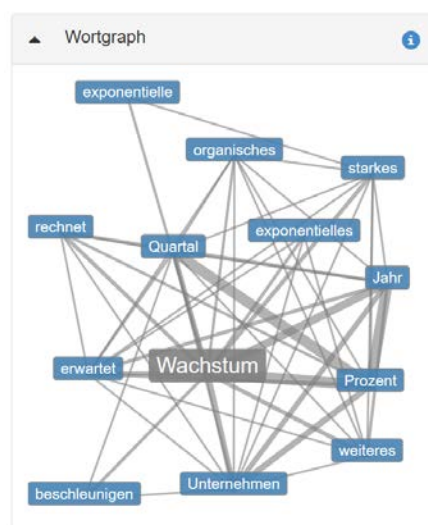 Wortgraph
exponentielle
organisches
starkes
rechnet
exponentielles
Quartal
Jahr
erwartet
Wachstum
Prozent
weiteres
Unternehmen
beschleunigen